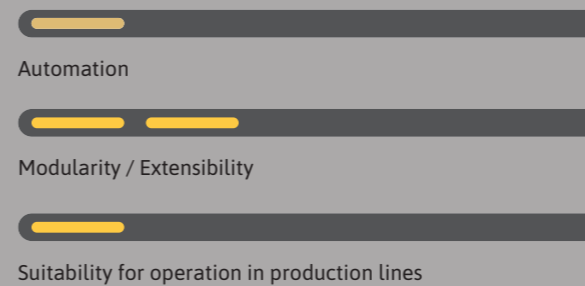 Automation
Modularity / Extensibility
Suitability for operation in production lines